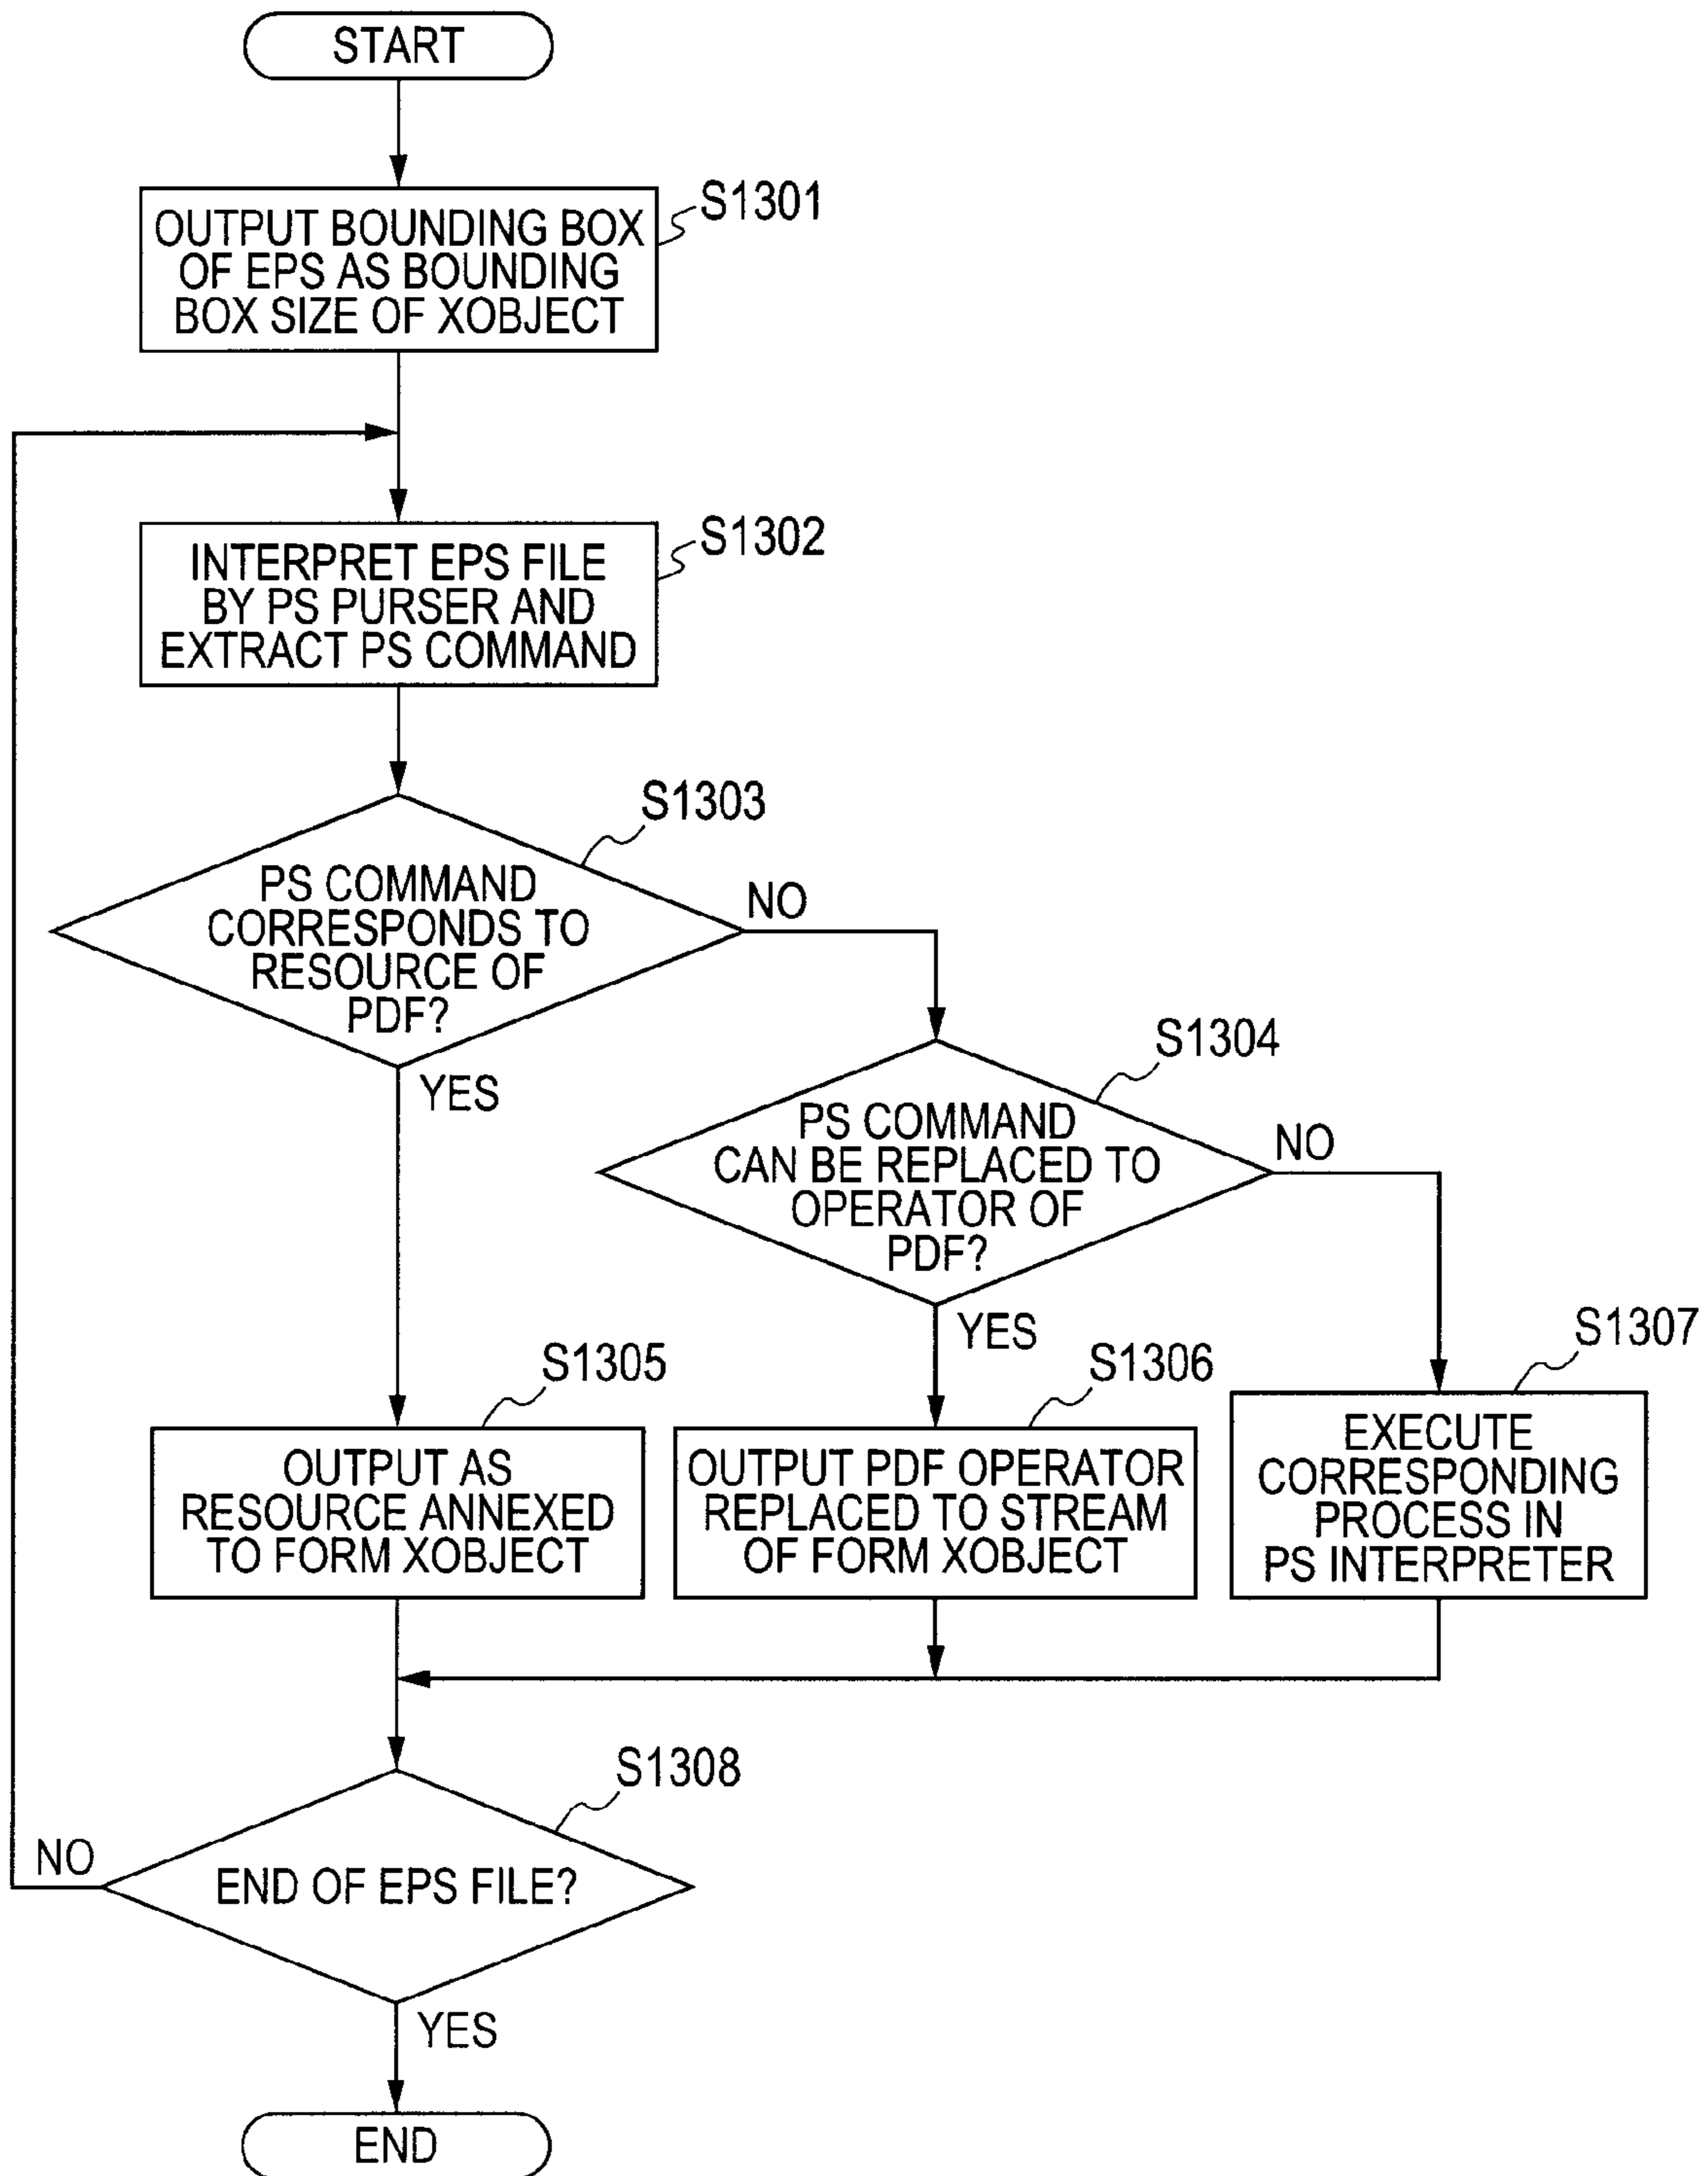 START
S1301
OUTPUT BOUNDING BOX
OF EPS AS BOUNDING
BOX SIZE OF XOBJECT
S1302
INTERPRET EPS FILE
BY PS PURSER AND
EXTRACT PS COMMAND
S1303
PS COMMAND
CORRESPONDS TO
RESOURCE OF
PDF?
NO
YES
S1304
PS COMMAND
CAN BE REPLACED TO
OPERATOR OF
PDF?
NO
YES
S1305
OUTPUT AS
RESOURCE ANNEXED
TO FORM XOBJECT
S1306
OUTPUT PDF OPERATOR
REPLACED TO STREAM
OF FORM XOBJECT
S1307
EXECUTE
CORRESPONDING
PROCESS IN
PS INTERPRETER
S1308
END OF EPS FILE?
NO
YES
END